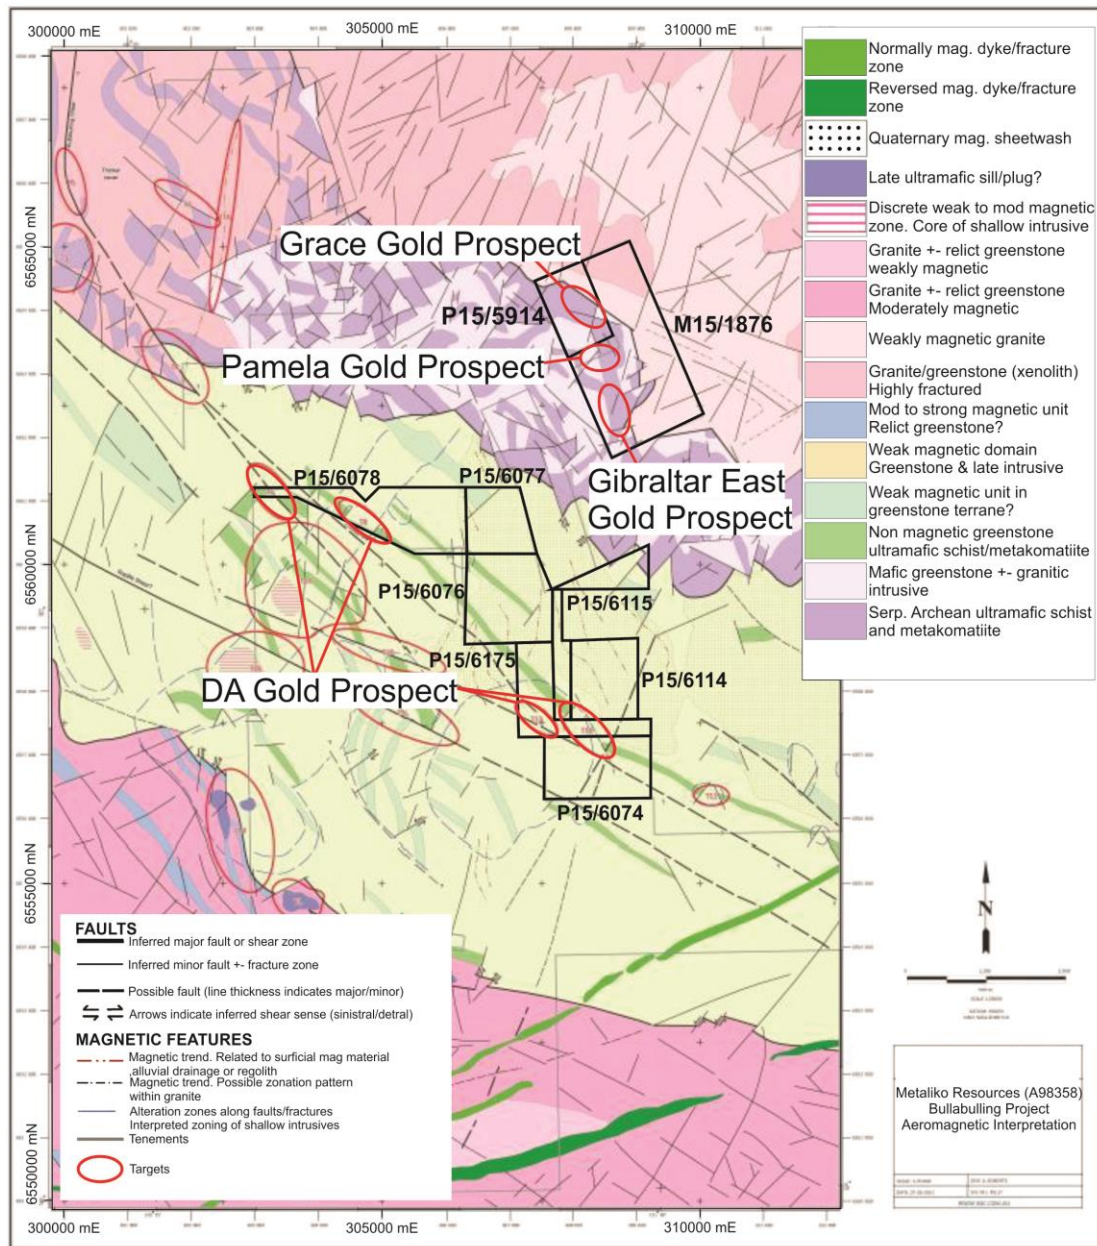 300000 mE
305000 mE
310000 mE
6565000 mN
6560000 mN
6555000 mN
6550000 mN
Grace Gold Prospect
P15/5914
M15/1876
Pamela Gold Prospect
Gibraltar East
Gold Prospect
P15/6078
P15/6077
P15/6076
P15/6115
P15/6175
P15/6114
DA Gold Prospect
P15/6074
Normally mag. dyke/fracture
zone
Reversed mag. dyke/fracture
zone
Quaternary mag. sheetwash
Late ultramafic sill/plug?
Discrete weak to mod magnetic
zone. Core of shallow intrusive
Granite +- relict greenstone
weakly magnetic
Granite +- relict greenstone
Moderately magnetic
Weakly magnetic granite
Granite/greenstone (xenolith)
Highly fractured
Mod to strong magnetic unit
Relict greenstone?
Weak magnetic domain
Greenstone & late intrusive
Weak magnetic unit in
greenstone terrane?
Non magnetic greenstone
ultramafic schist/metakomatiite
Mafic greenstone +- granitic
intrusive
Serp. Archean ultramafic schist
and metakomatiite
FAULTS
Inferred major fault or shear zone
Inferred minor fault +- fracture zone
Possible fault (line thickness indicates major/minor)
Arrows indicate inferred shear sense (sinistral/detral)
MAGNETIC FEATURES
Magnetic trend. Related to surficial mag material
,alluvial drainage or regolith
Magnetic trend. Possible zonation pattern
within granite
Alteration zones along faults/fractures
Interpreted zoning of shallow intrusives
Tenements
Targets
N
Metaliko Resources (A98358)
Bullabulling Project
Aeromagnetic Interpretation
300000 mE
305000 mE
310000 mE